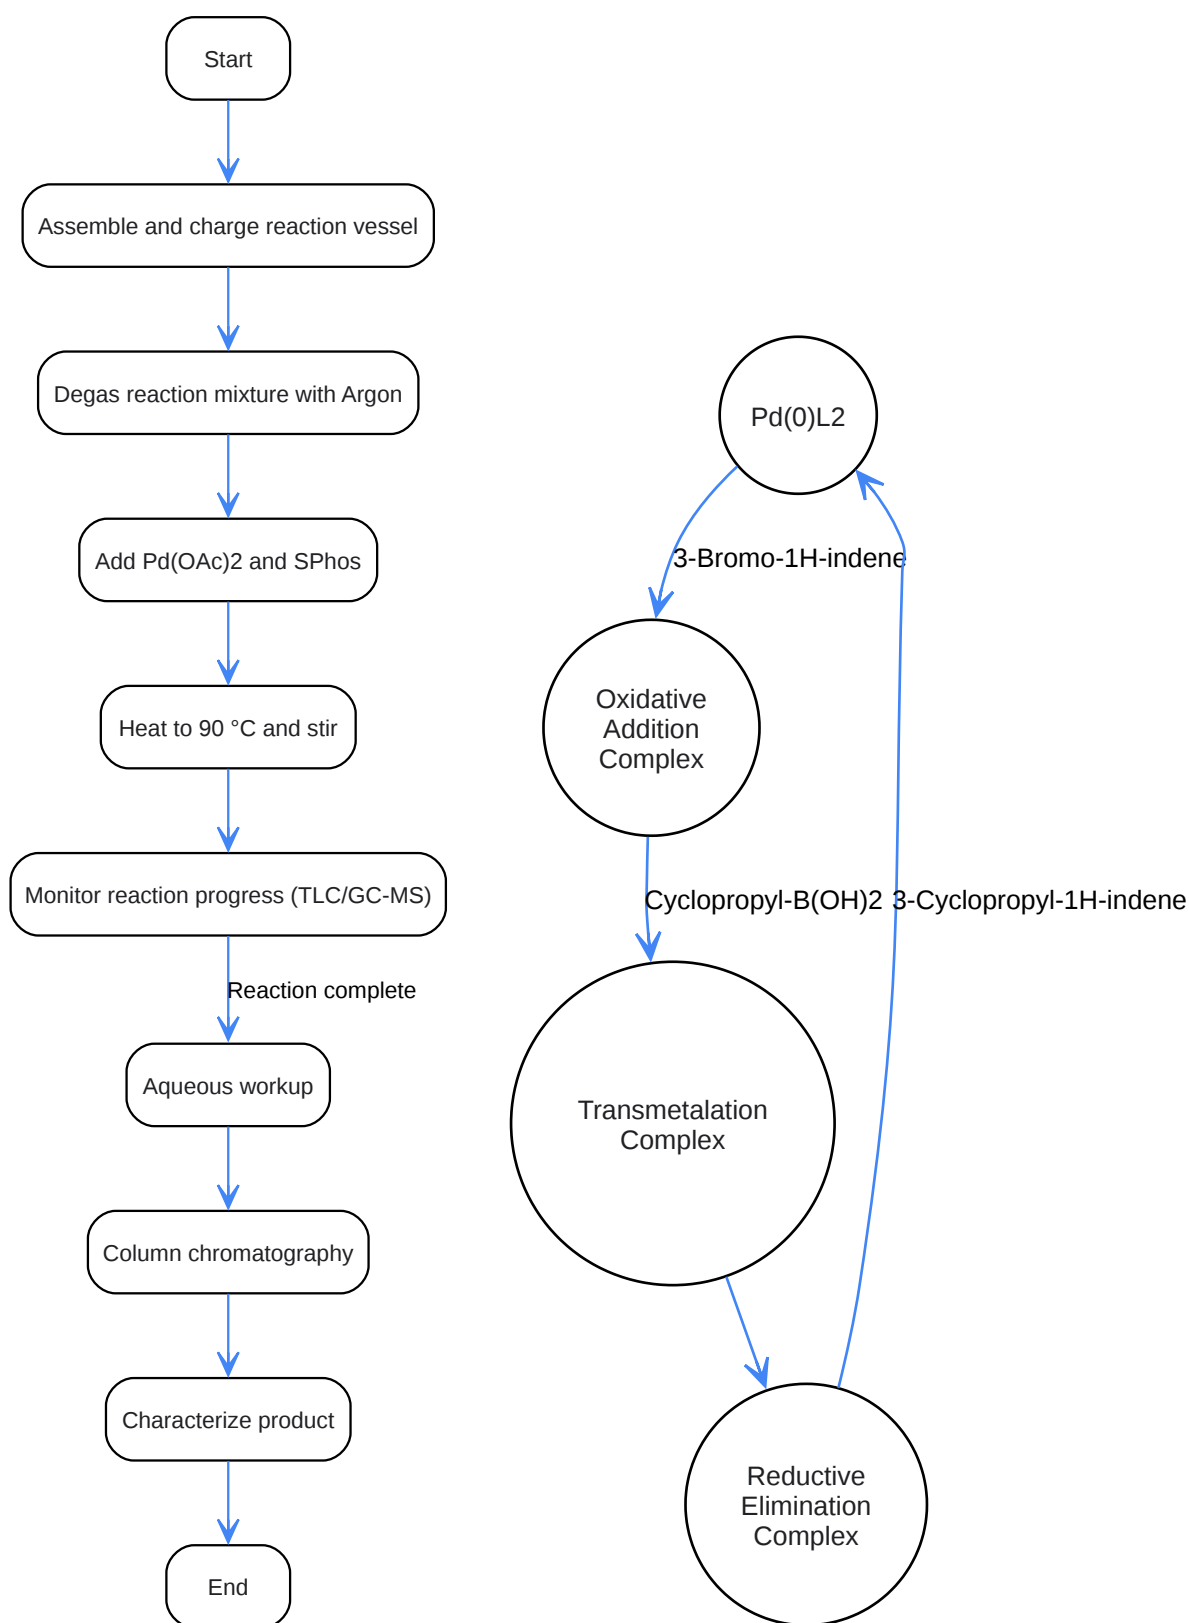 Start
Assemble and charge reaction vessel
Degas reaction mixture with Argon
Add Pd(OAc)2 and SPhos
Heat to 90 °C and stir
Monitor reaction progress (TLC/GC-MS)
Reaction complete
Aqueous workup
Column chromatography
Characterize product
End
Pd(0)L2
3-Bromo-1H-indene
Oxidative
Addition
Complex
Cyclopropyl-B(OH)2
3-Cyclopropyl-1H-indene
Transmetalation
Complex
Reductive
Elimination
Complex